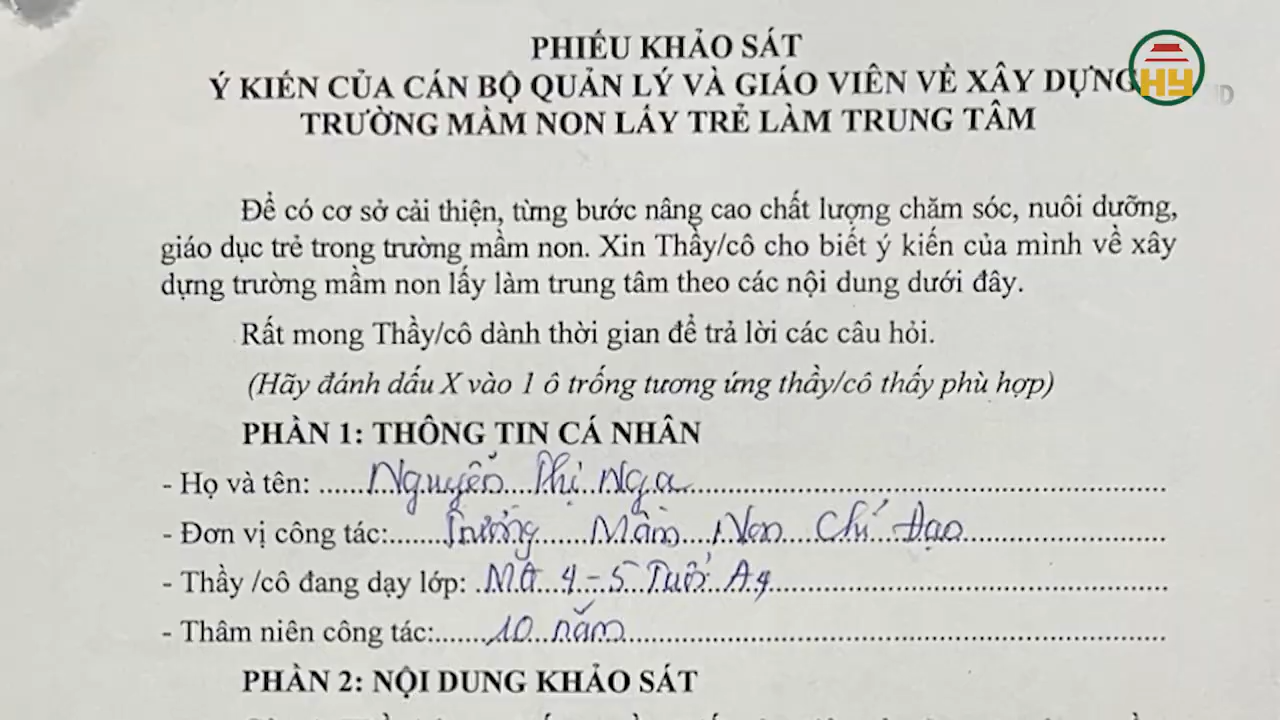 PHIẾU KHẢO SÁT
Ý KIẾN CỦA CÁN BỘ QUẢN LÝ VÀ GIÁO VIÊN VỀ XÂY DỰNG
TRƯỜNG MẦM NON LẤY TRẺ LÀM TRUNG TÂM
HY
Để có cơ sở cải thiện, từng bước nâng cao chất lượng chăm sóc, nuôi dưỡng,
giáo dục trẻ trong trường mầm non. Xin Thầy/cô cho biết ý kiến của mình về xây
dựng trường mầm non lấy làm trung tâm theo các nội dung dưới đây.
Rất mong Thầy/cô dành thời gian để trả lời các câu hỏi.
(Hãy đánh dấu X vào 1 ô trống tương ứng thầy/cô thấy phù hợp)
PHẦN 1: THÔNG TIN CÁ NHÂN
- Họ và tên: Nguyễn Thị Nga
- Đơn vị công tác: Trường Mầm Non Chí Đạo
- Thầy /cô đang dạy lớp: MG 4-5 Tuổi A4
- Thâm niên công tác: 10 năm
PHẦN 2: NỘI DUNG KHẢO SÁT